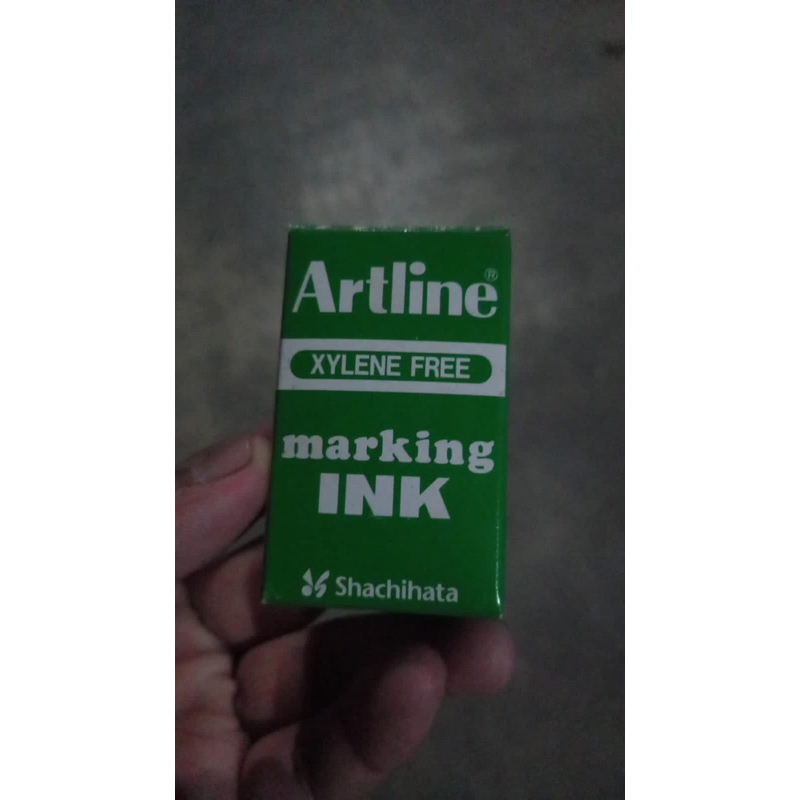 Artline®
XYLENE FREE
marking
INK
Shachihata